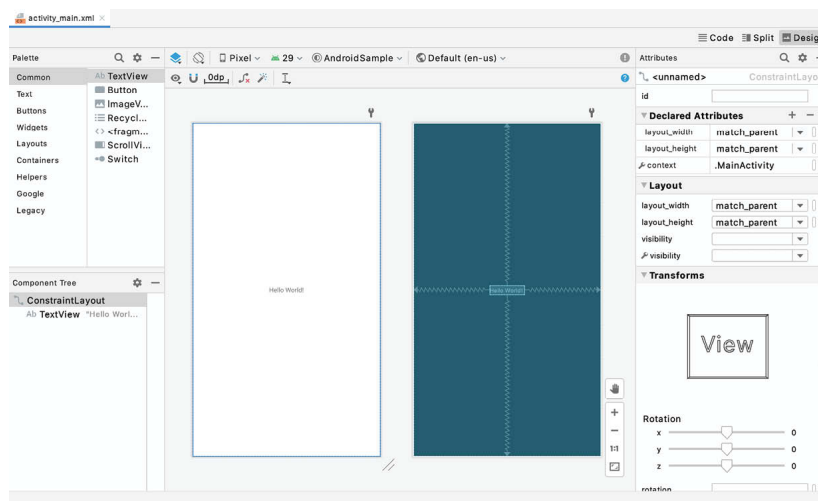 activity_main.xml
Code Split Desig
Palette
Pixel 29 AndroidSample Default (en-us)
Attributes
Common
Text
Buttons
Widgets
Layouts
Containers
Helpers
Google
Legacy
Ab TextView
Button
ImageV...
Recycl...
<fragm...
ScrollVi...
Switch
0dp
<unnamed> ConstraintLayo
id
Declared Attributes
layout_width match_parent
layout_height match_parent
context .MainActivity
Layout
layout_width match_parent
layout_height match_parent
visibility
visibility
Transforms
View
Rotation
x 0
y 0
z 0
rotation
Component Tree
ConstraintLayout
Ab TextView "Hello Worl...
Hello World!
Hello World!
1:1